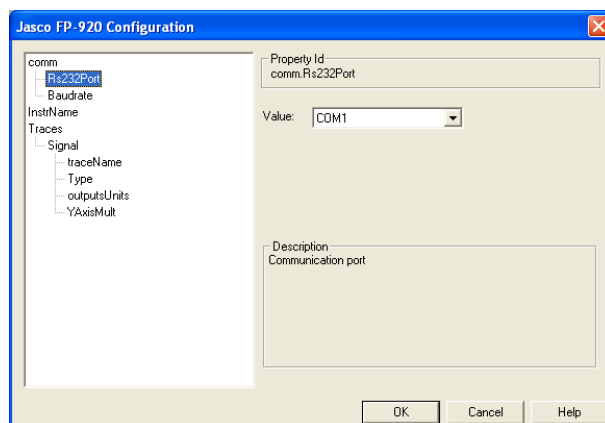 Jasco FP-920 Configuration
comm
Rs232Port
Baudrate
InstrName
Traces
Signal
traceName
Type
outputsUnits
YAxisMult
Property Id
comm.Rs232Port
Value:
COM1
Description
Communication port
OK
Cancel
Help